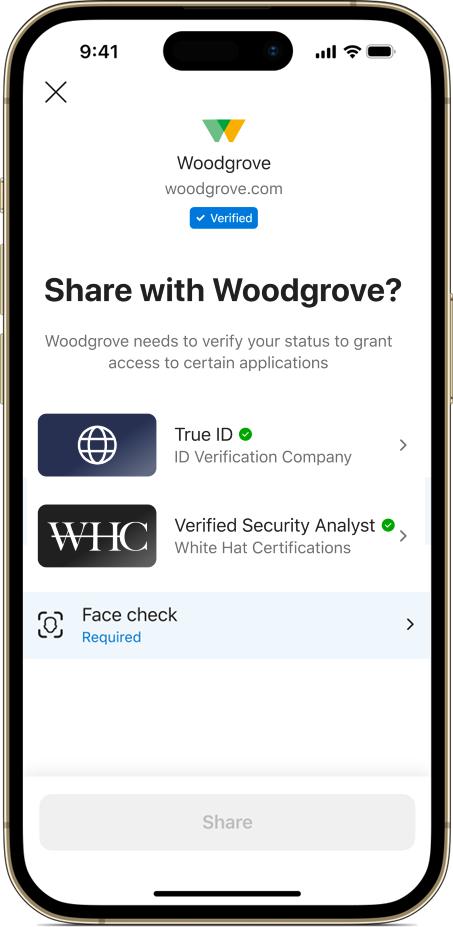 9:41
Woodgrove
woodgrove.com
Verified
Share with Woodgrove?
Woodgrove needs to verify your status to grant
access to certain applications
True ID
ID Verification Company
WHC
Verified Security Analyst
White Hat Certifications
Face check
Required
Share